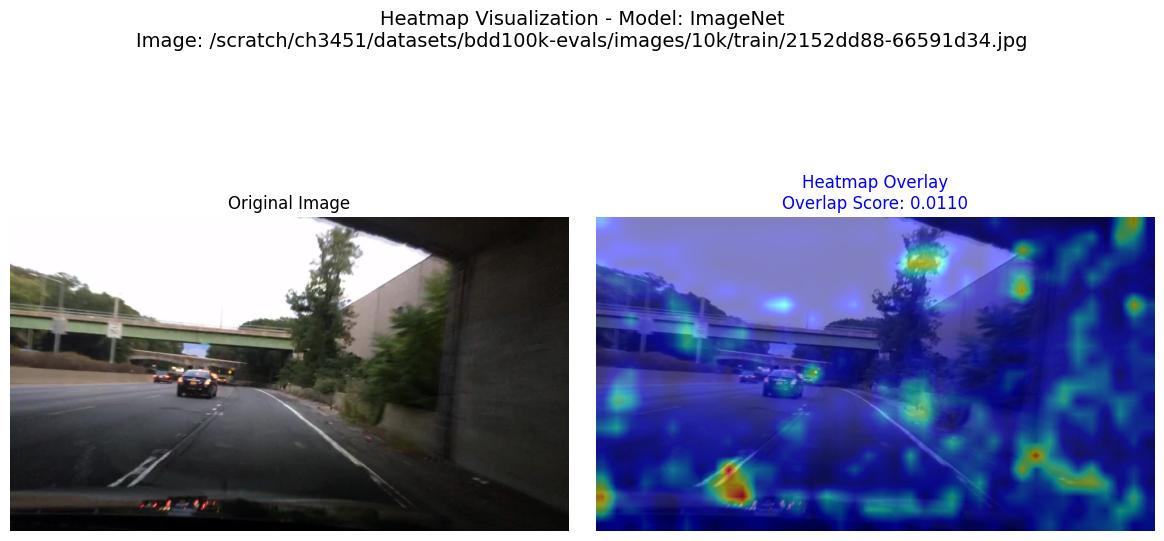 Heatmap Visualization - Model: ImageNet
Image: /scratch/ch3451/datasets/bdd100k-evals/images/10k/train/2152dd88-66591d34.jpg
Original Image
Heatmap Overlay
Overlap Score: 0.0110